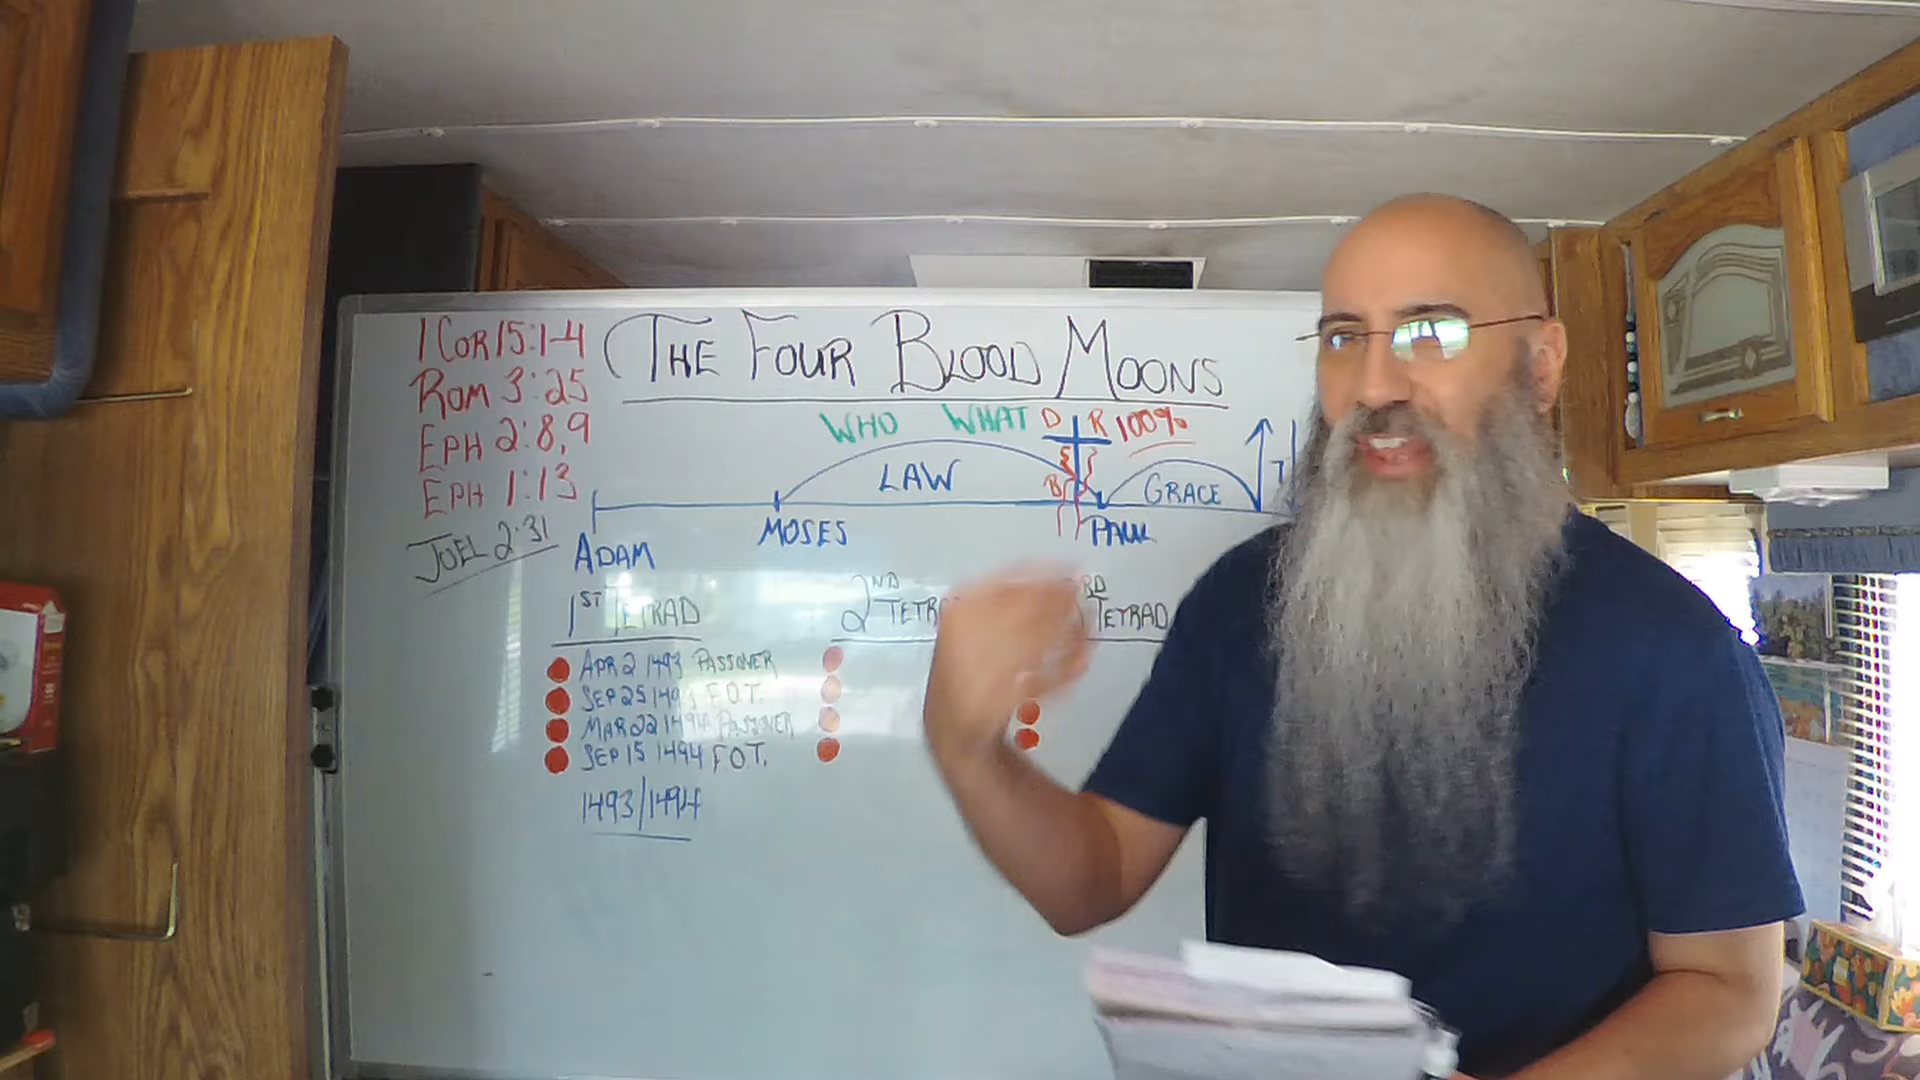 1 COR 15:1-4
ROM 3:25
EPH 2:8,9
EPH 1:13
JOEL 2:31
THE FOUR BLOOD MOONS
WHO WHAT D R 100%
LAW
B
GRACE
T
ADAM
MOSES
PAUL
1ST TETRAD
APR 2 1493 PASSOVER
SEP 25 1493 F.O.T.
MAR 22 1494 PASSOVER
SEP 15 1494 F.O.T.
1493/1494
2ND TETR
RD TETRAD